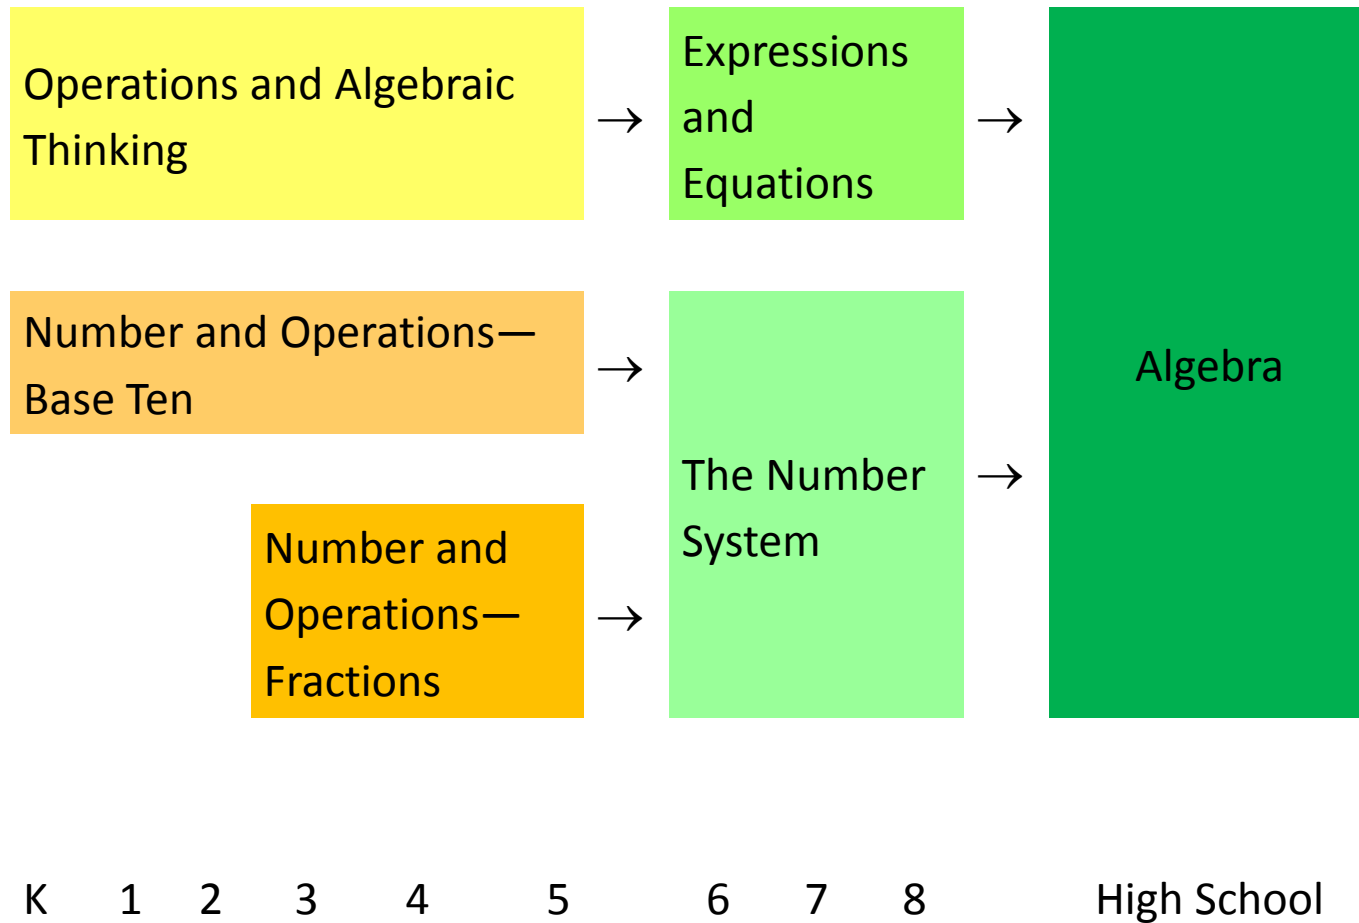 Operations and Algebraic
Thinking
→
Expressions
and
Equations
→
Number and Operations—
Base Ten
→
Algebra
The Number
System
→
Number and
Operations—
Fractions
→
K 1 2 3 4 5 6 7 8 High School